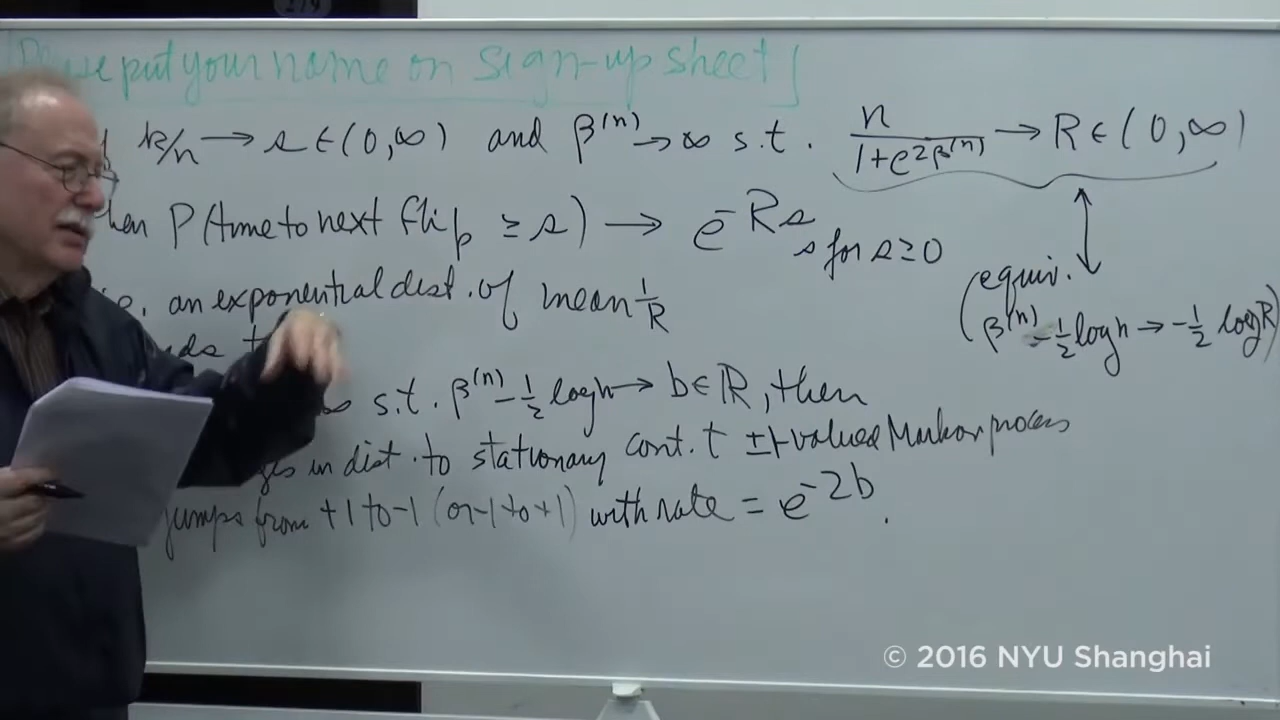 put your name on sign-up sheet]
k/n → s ∈ (0, ∞) and β^(n) → ∞ s.t. n/(1+e^2β^(n)) → R ∈ (0, ∞)
P(time to next flip ≥ s) → e^-Rs, for s ≥ 0
an exponential dist. of mean 1/R
(equiv.
β^(n) - 1/2 log n → -1/2 log R)
s.t. β^(n) - 1/2 log n → b ∈ ℝ, then
in dist. to stationary cont. t ±1 valued Markov process
jumps from +1 to -1 (or -1 to +1) with rate = e^-2b.
© 2016 NYU Shanghai